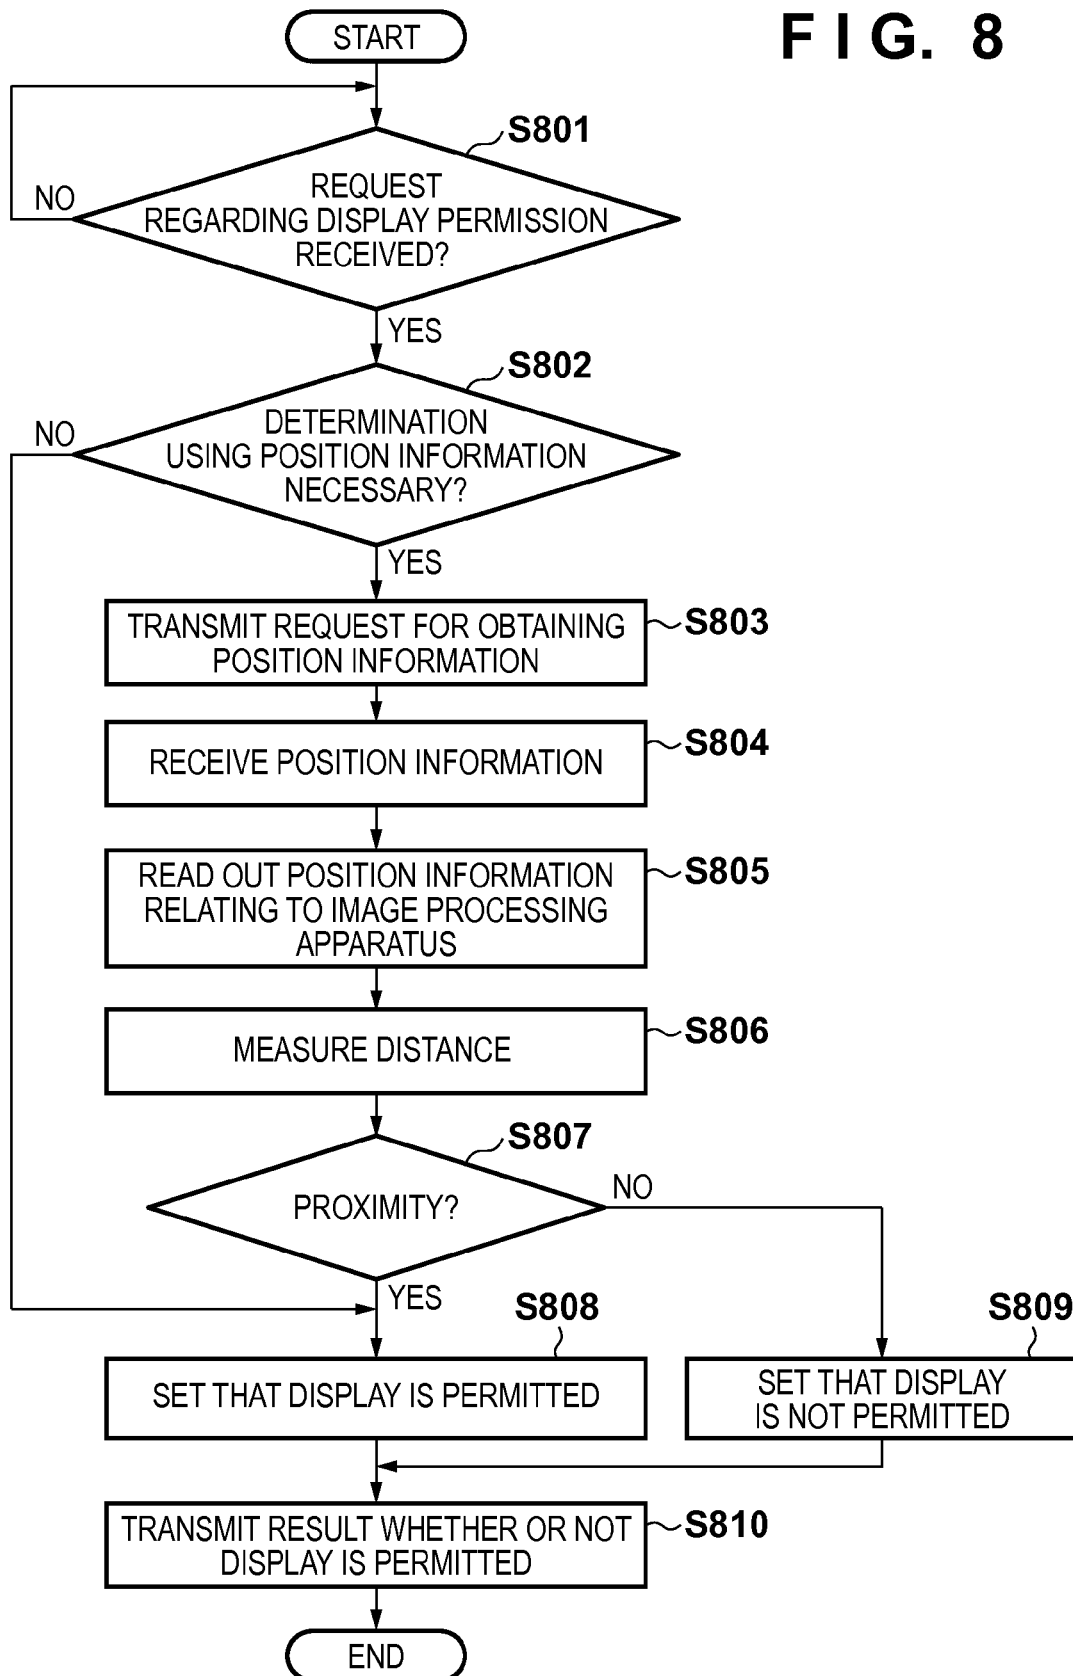 FIG. 8
START
S801
REQUEST
REGARDING DISPLAY PERMISSION
RECEIVED?
NO
YES
S802
DETERMINATION
USING POSITION INFORMATION
NECESSARY?
NO
YES
TRANSMIT REQUEST FOR OBTAINING
POSITION INFORMATION
S803
RECEIVE POSITION INFORMATION
S804
READ OUT POSITION INFORMATION
RELATING TO IMAGE PROCESSING
APPARATUS
S805
MEASURE DISTANCE
S806
S807
PROXIMITY?
NO
YES
S808
SET THAT DISPLAY IS PERMITTED
S809
SET THAT DISPLAY
IS NOT PERMITTED
TRANSMIT RESULT WHETHER OR NOT
DISPLAY IS PERMITTED
S810
END